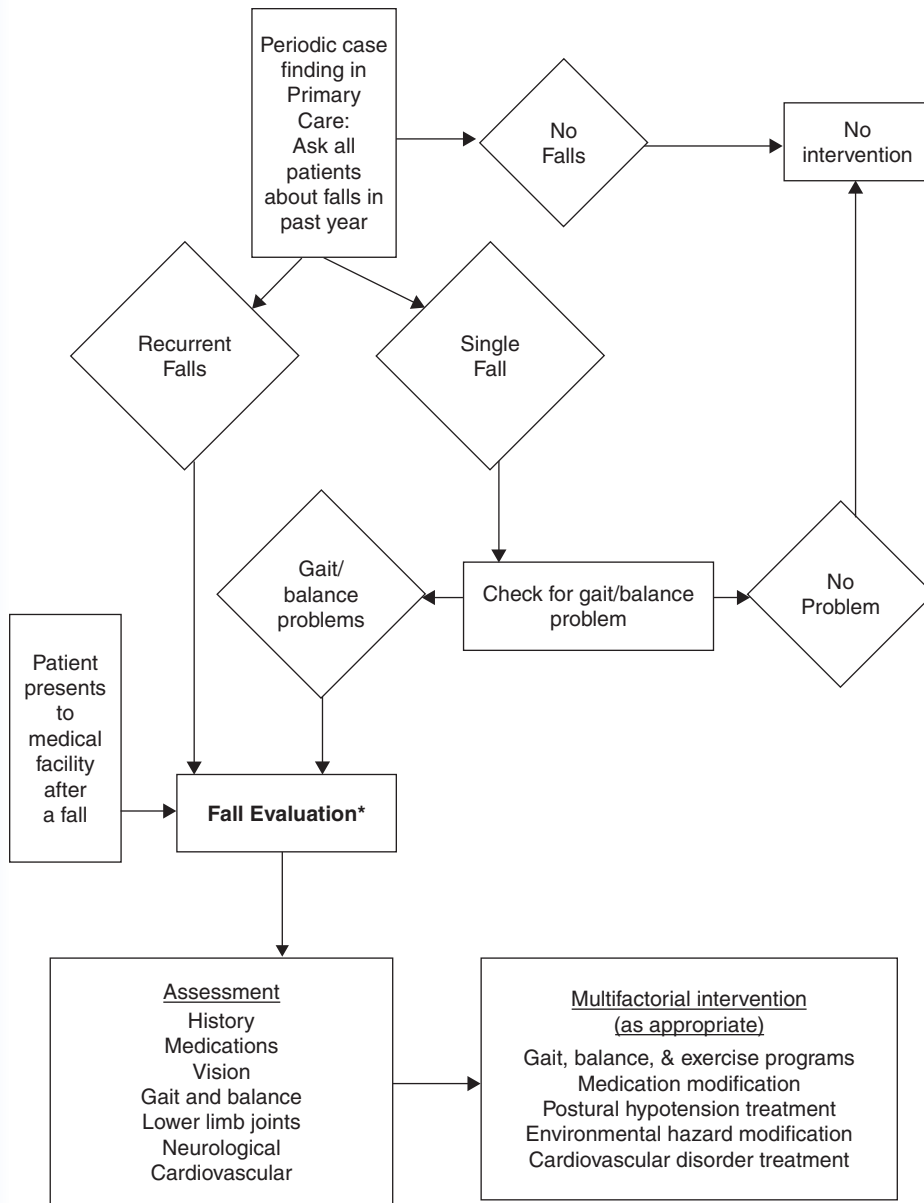 Periodic case
finding in
Primary
Care:
Ask all
patients
about falls in
past year
No
Falls
No
intervention
Recurrent
Falls
Single
Fall
Gait/
balance
problems
Check for gait/balance
problem
No
Problem
Patient
presents
to
medical
facility
after
a fall
Fall Evaluation*
Assessment
History
Medications
Vision
Gait and balance
Lower limb joints
Neurological
Cardiovascular
Multifactorial intervention
(as appropriate)
Gait, balance, & exercise programs
Medication modification
Postural hypotension treatment
Environmental hazard modification
Cardiovascular disorder treatment